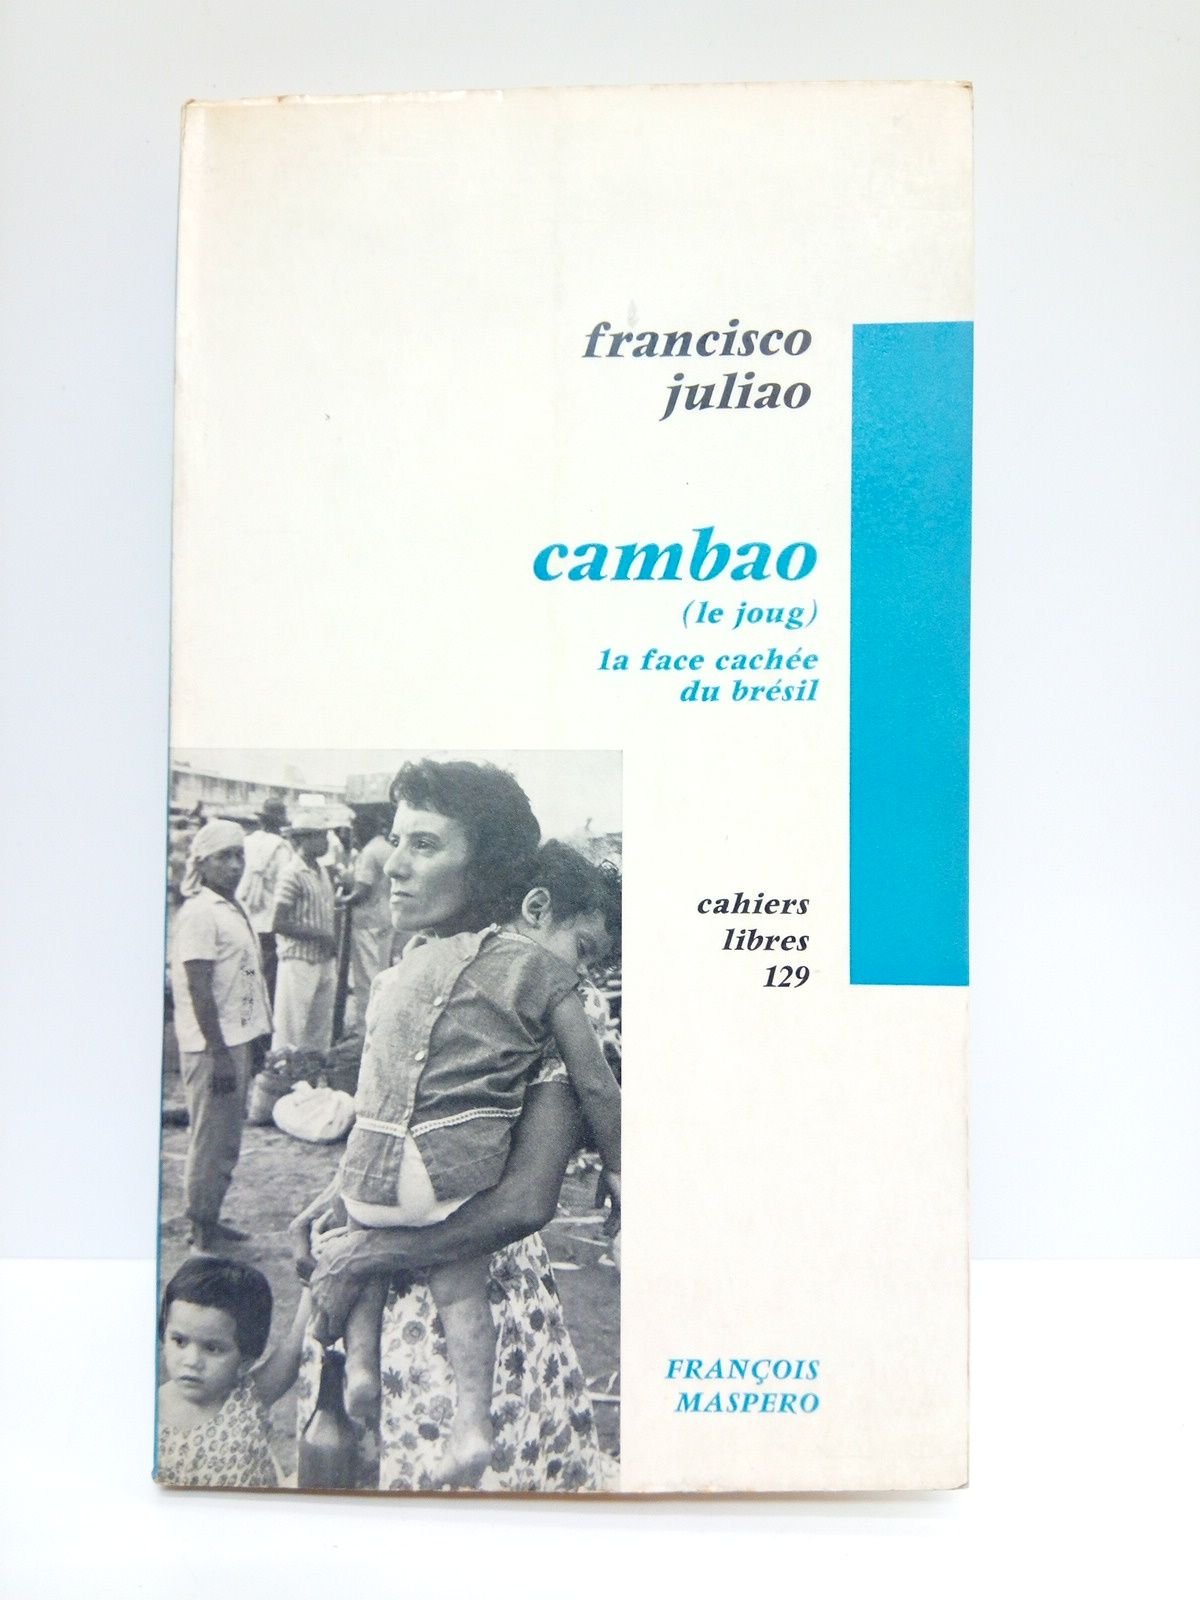 francisco
juliao
cambao
(le joug)
la face cachée
du brésil
cahiers
libres
129
FRANÇOIS
MASPERO